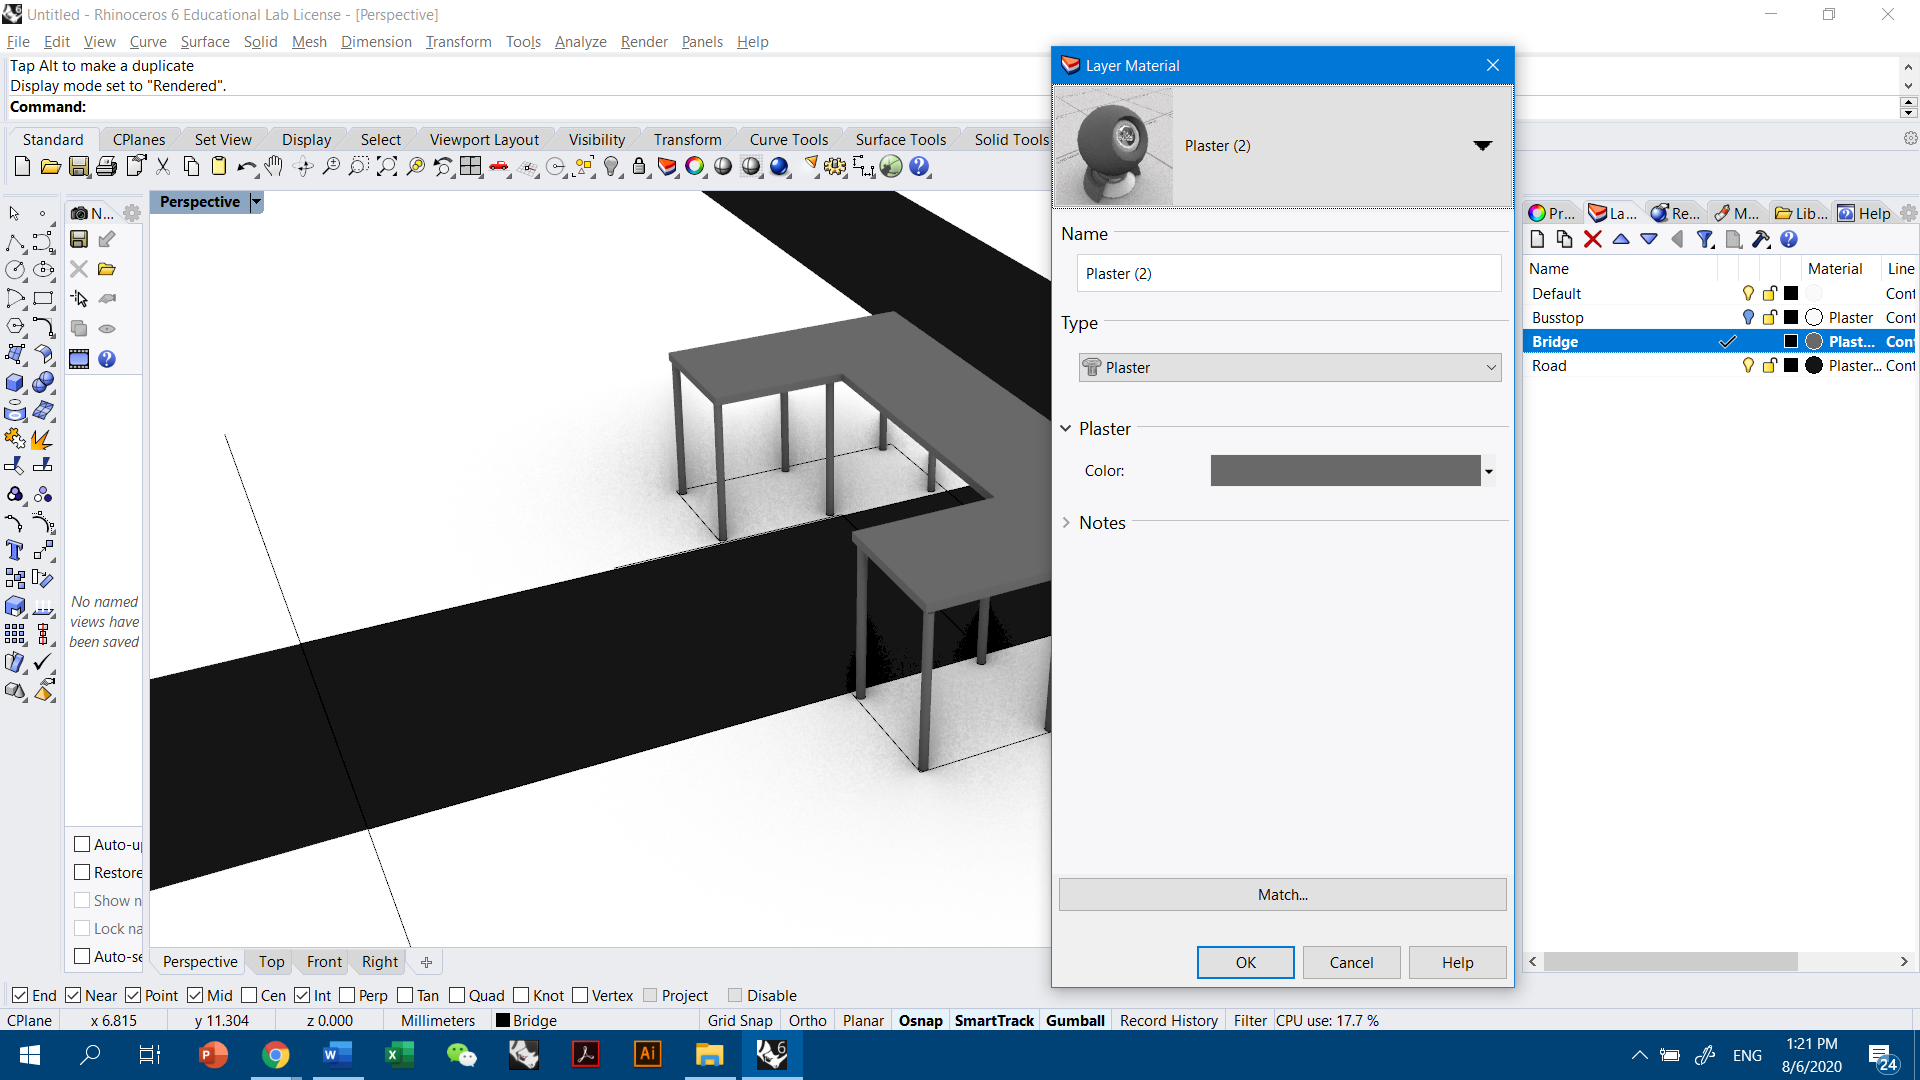 Untitled - Rhinoceros 6 Educational Lab License - [Perspective]
File Edit View Curve Surface Solid Mesh Dimension Transform Tools Analyze Render Panels Help
Tap Alt to make a duplicate
Display mode set to "Rendered".
Command:
Standard CPlanes Set View Display Select Viewport Layout Visibility Transform Curve Tools Surface Tools Solid Tools
Perspective
N...
No named
views have
been saved
Auto-u
Restore
Show n
Lock na
Auto-se
Layer Material
Plaster (2)
Name
Plaster (2)
Type
Plaster
Plaster
Color:
Notes
Match...
OK Cancel Help
Pr... La... Re... M... Lib... Help
Name Material Line
Default Cont
Busstop Plaster Cont
Bridge Plast... Cont
Road Plaster... Cont
Perspective Top Front Right
End Near Point Mid Cen Int Perp Tan Quad Knot Vertex Project Disable
CPlane x 6.815 y 11.304 z 0.000 Millimeters Bridge Grid Snap Ortho Planar Osnap SmartTrack Gumball Record History Filter CPU use: 17.7 %
ENG
1:21 PM
8/6/2020
24